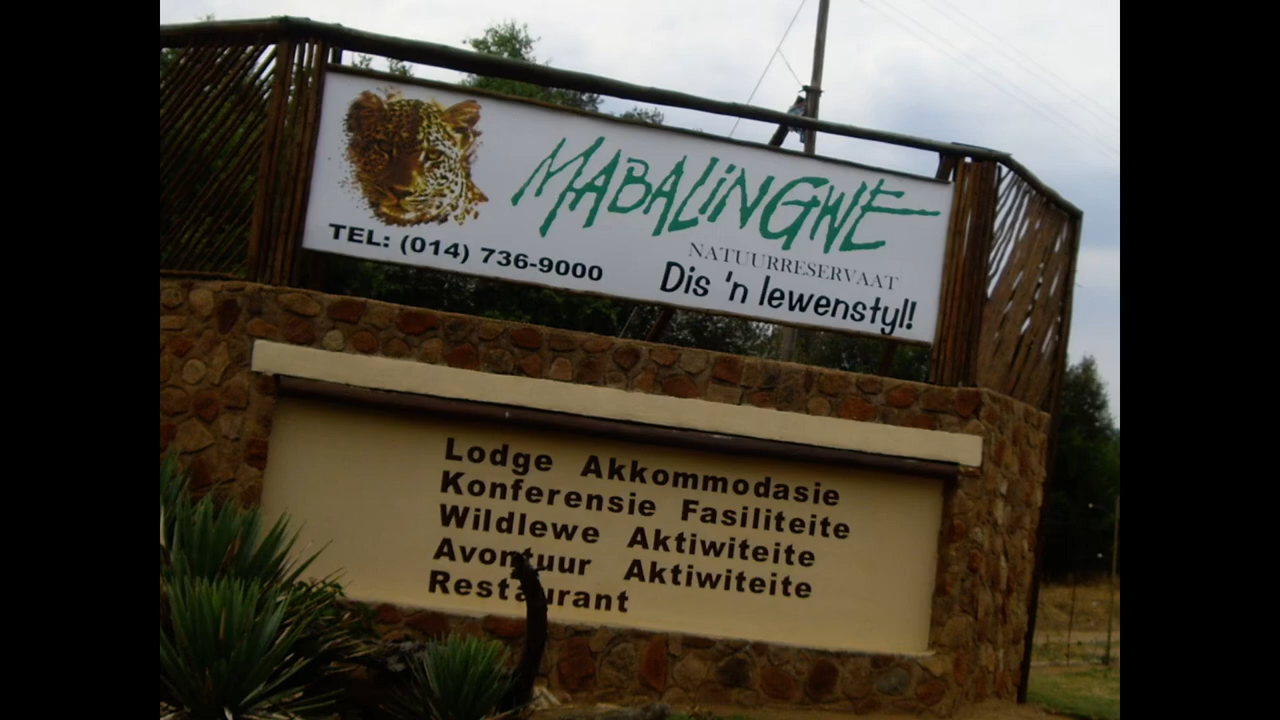 MABALiNGWE
NATUURRESERVAAT
TEL: (014) 736-9000
Dis 'n lewenstyl!
Lodge Akkommodasie
Konferensie Fasiliteite
Wildlewe Aktiwiteite
Avontuur Aktiwiteite
Restaurant